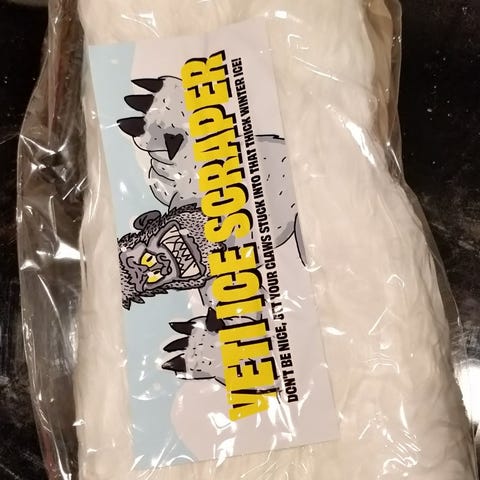 YETI ICE SCRAPER
DON'T BE NICE, GET YOUR CLAWS STUCK INTO THAT THICK WINTER ICE!